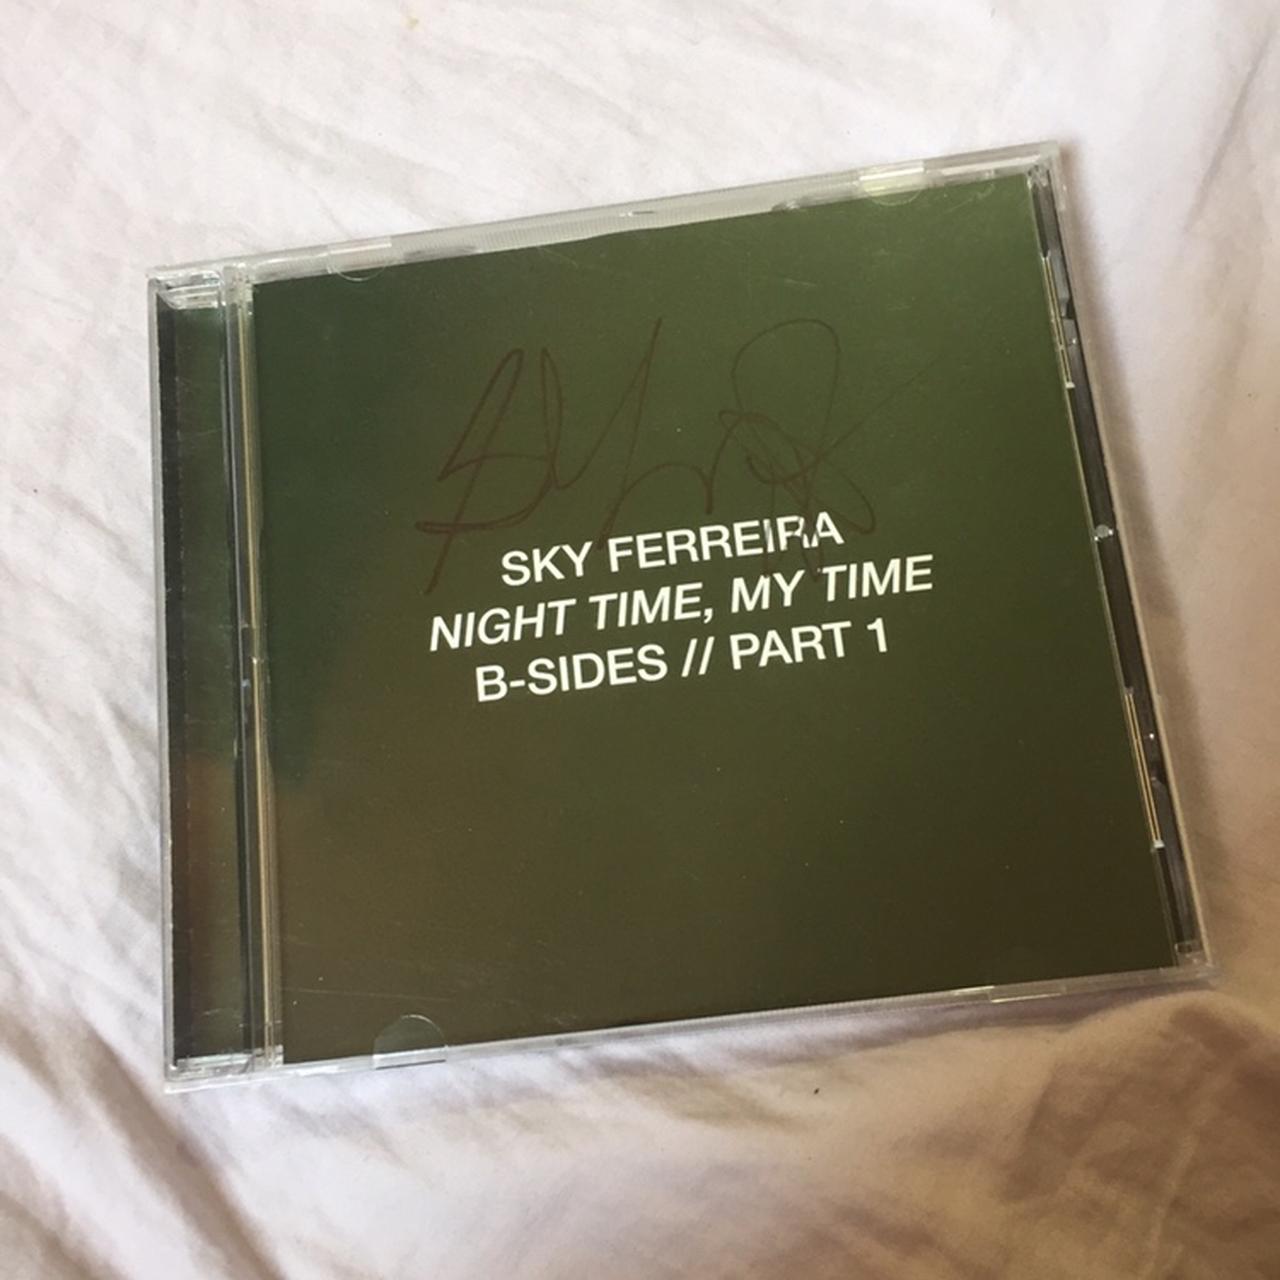 SKY FERREIRA
NIGHT TIME, MY TIME
B-SIDES // PART 1